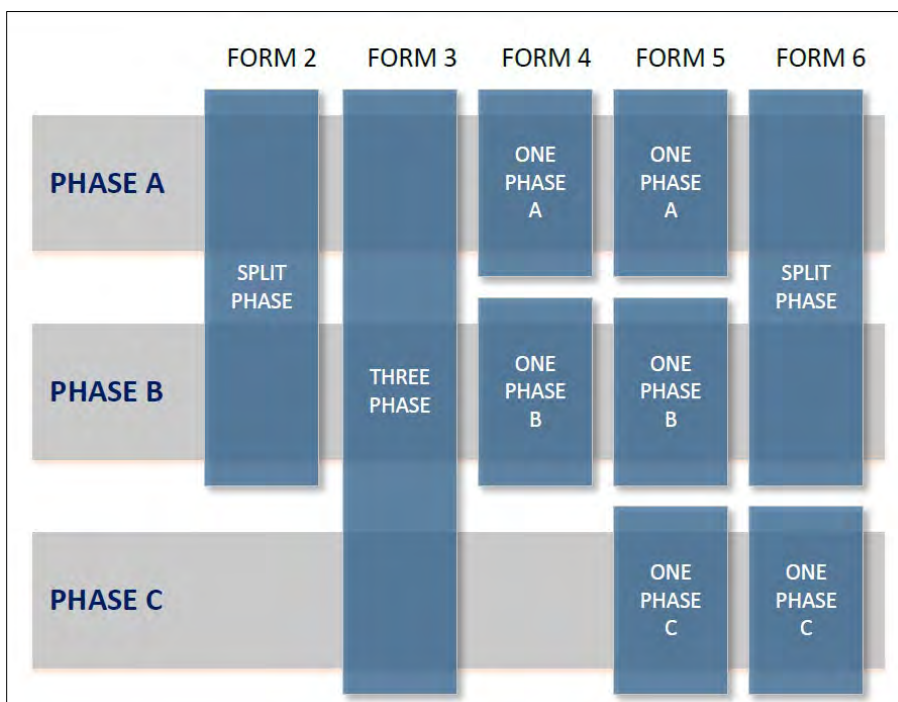 FORM 2 FORM 3 FORM 4 FORM 5 FORM 6
PHASE A
ONE
PHASE
A
ONE
PHASE
A
SPLIT
PHASE
SPLIT
PHASE
PHASE B
THREE
PHASE
ONE
PHASE
B
ONE
PHASE
B
PHASE C
ONE
PHASE
C
ONE
PHASE
C